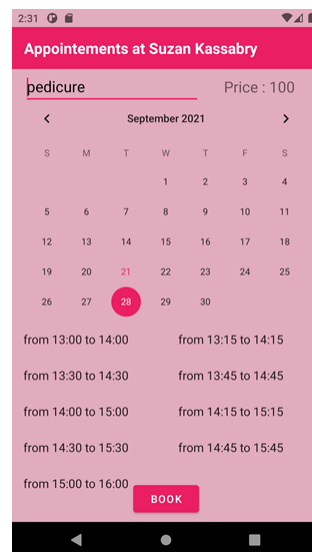 2:31
Appointements at Suzan Kassabry
pedicure Price : 100
September 2021
S M T W T F S
1 2 3 4
5 6 7 8 9 10 11
12 13 14 15 16 17 18
19 20 21 22 23 24 25
26 27 28 29 30
from 13:00 to 14:00 from 13:15 to 14:15
from 13:30 to 14:30 from 13:45 to 14:45
from 14:00 to 15:00 from 14:15 to 15:15
from 14:30 to 15:30 from 14:45 to 15:45
from 15:00 to 16:00
BOOK